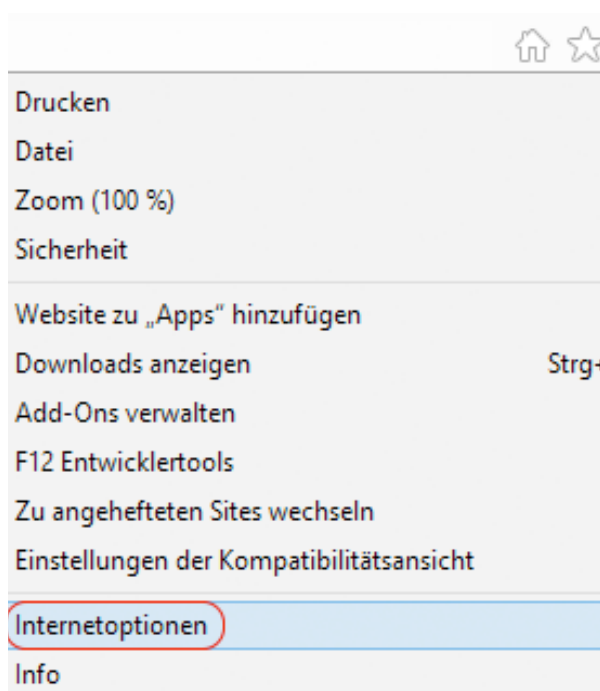 Drucken
Datei
Zoom (100 %)
Sicherheit
Website zu „Apps“ hinzufügen
Downloads anzeigen Strg+
Add-Ons verwalten
F12 Entwicklertools
Zu angehefteten Sites wechseln
Einstellungen der Kompatibilitätsansicht
Internetoptionen
Info